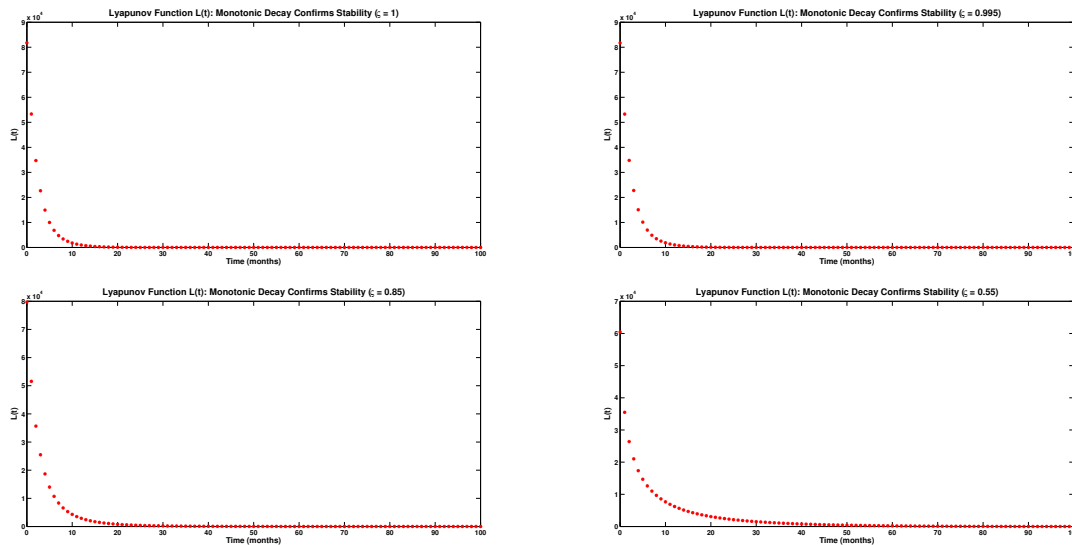 Lyapunov Function L(t): Monotonic Decay Confirms Stability (ξ = 1)
x 10⁴
9
8
7
6
5
4
3
2
1
0
L(t)
0 10 20 30 40 50 60 70 80 90 100
Time (months)
Lyapunov Function L(t): Monotonic Decay Confirms Stability (ξ = 0.995)
x 10⁴
9
8
7
6
5
4
3
2
1
0
L(t)
0 10 20 30 40 50 60 70 80 90 100
Time (months)
Lyapunov Function L(t): Monotonic Decay Confirms Stability (ξ = 0.85)
x 10⁴
8
7
6
5
4
3
2
1
0
L(t)
0 10 20 30 40 50 60 70 80 90 100
Time (months)
Lyapunov Function L(t): Monotonic Decay Confirms Stability (ξ = 0.55)
x 10⁴
7
6
5
4
3
2
1
0
L(t)
0 10 20 30 40 50 60 70 80 90 100
Time (months)